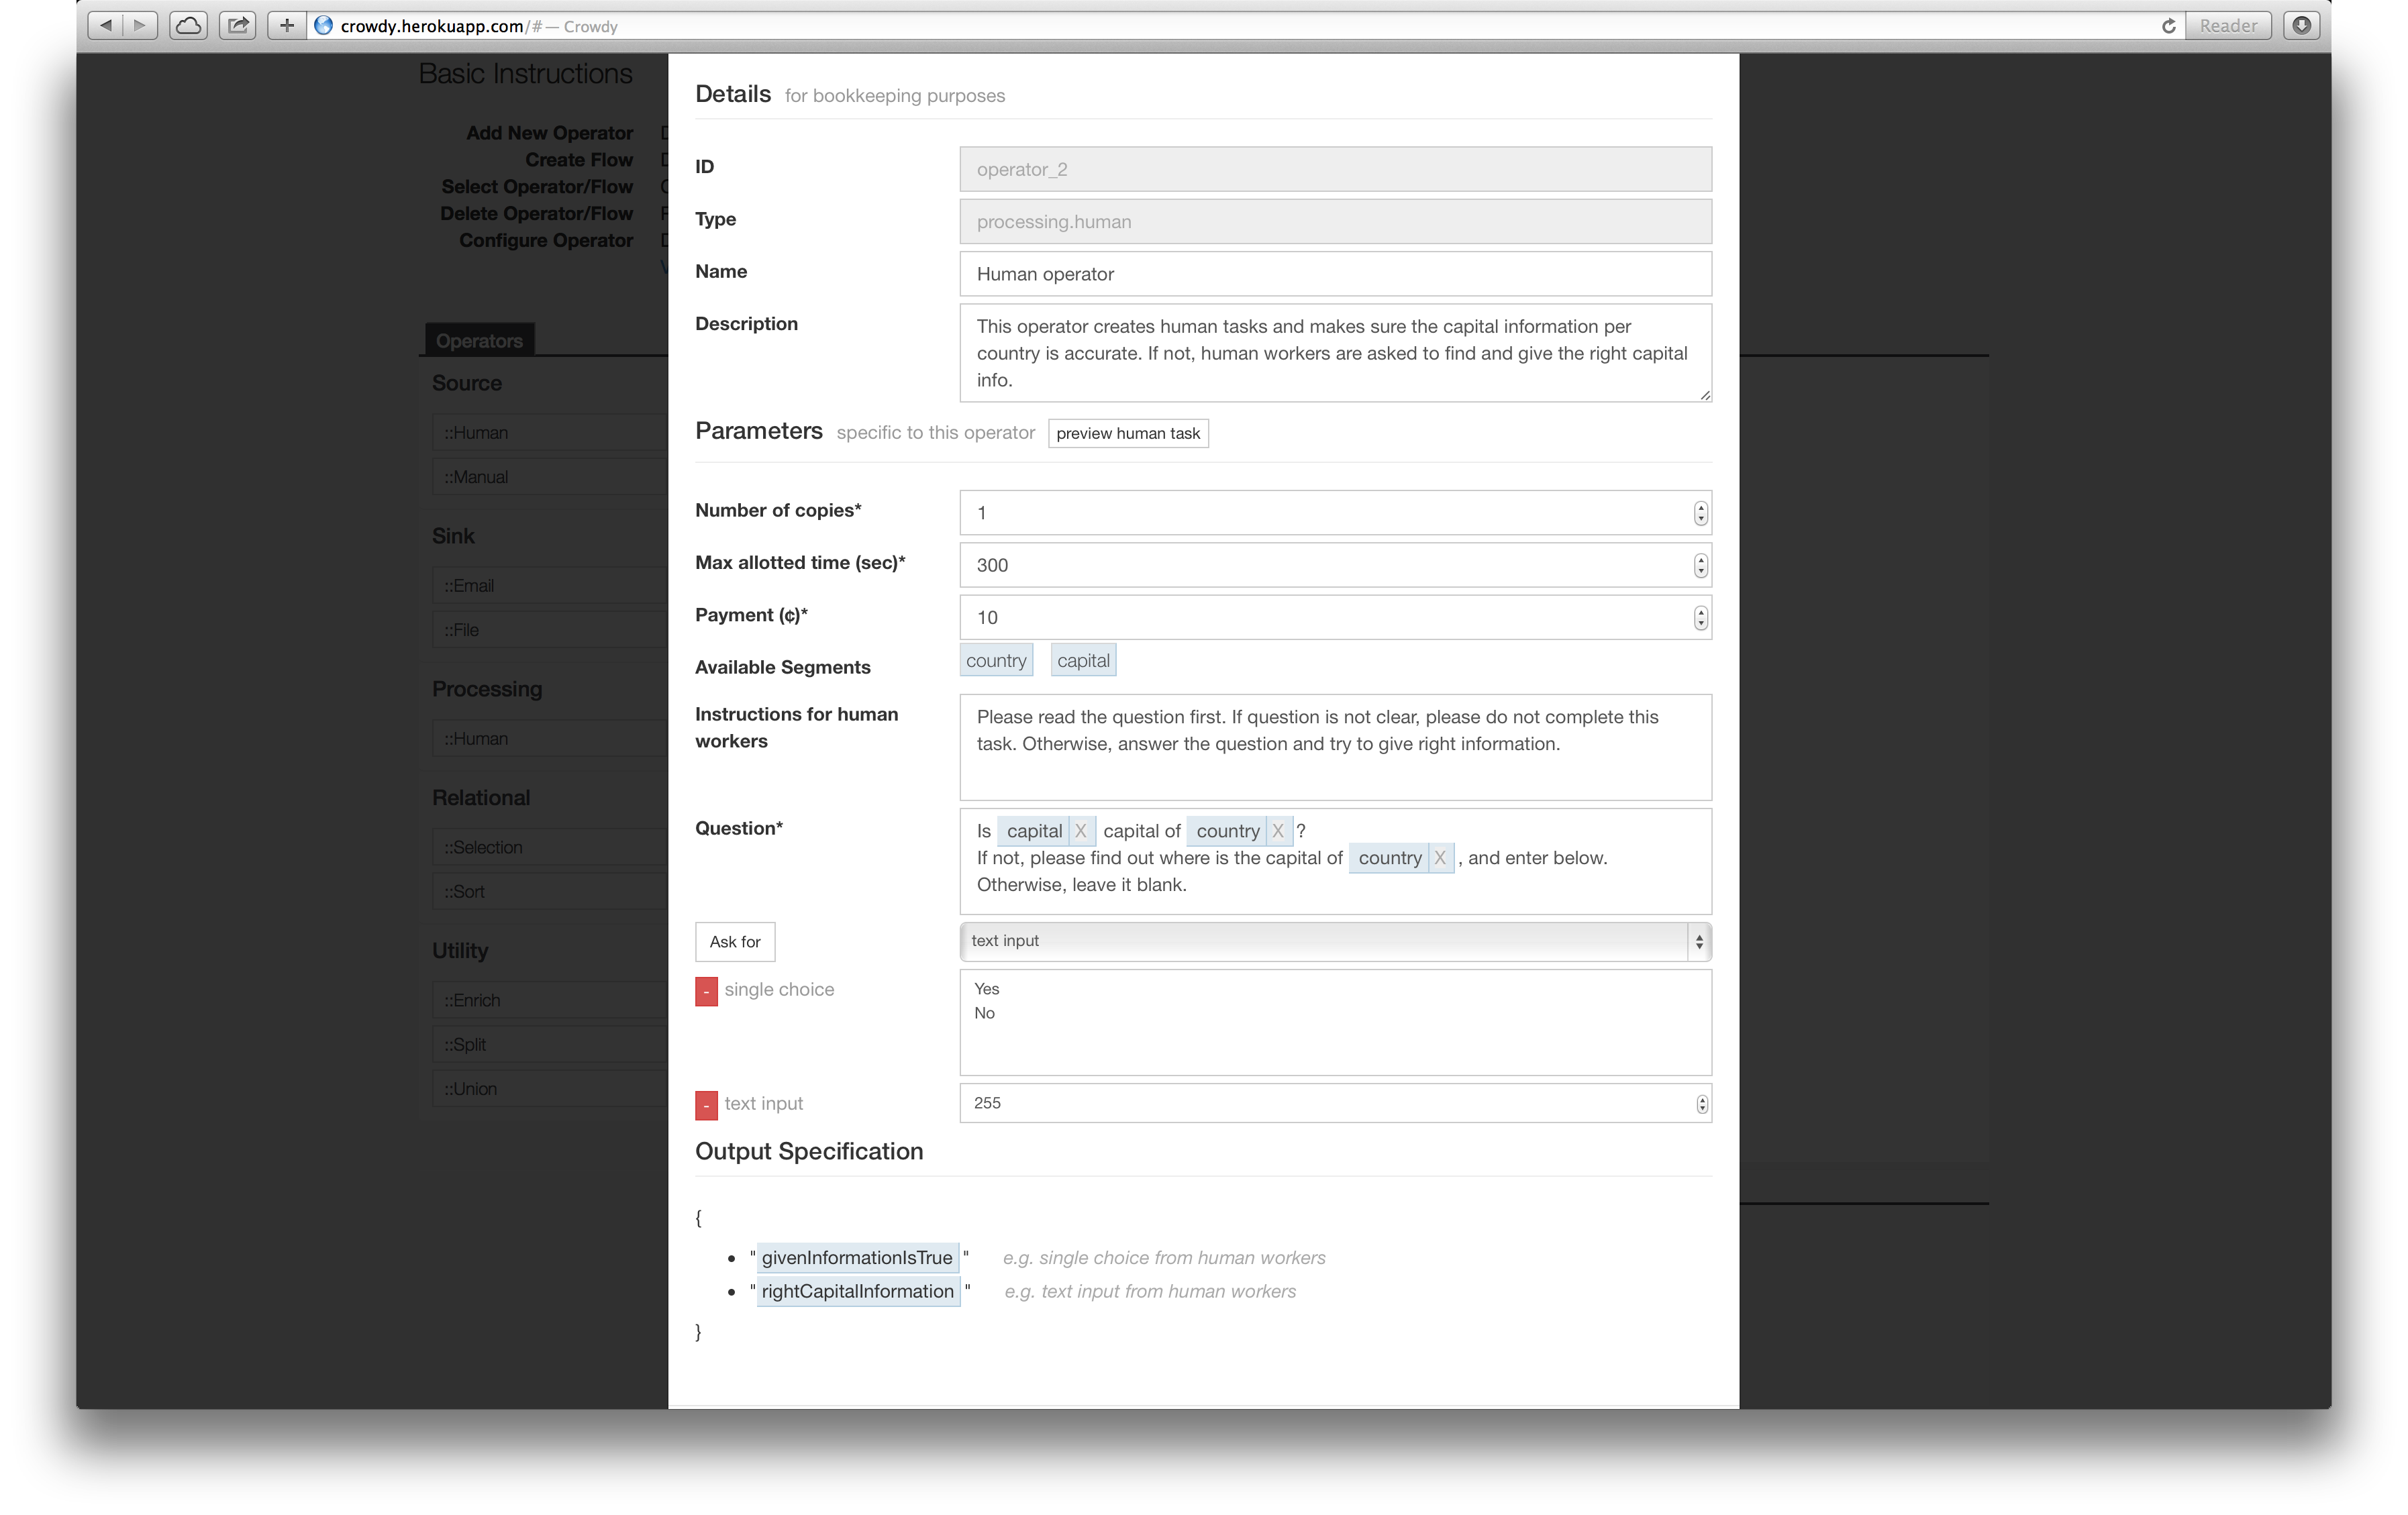 crowdy.herokuapp.com/# — Crowdy
Reader
Basic Instructions
Add New Operator
Create Flow
Select Operator/Flow
Delete Operator/Flow
Configure Operator
Operators
Source
::Human
::Manual
Sink
::Email
::File
Processing
::Human
Relational
::Selection
::Sort
Utility
::Enrich
::Split
::Union
Details for bookkeeping purposes
ID operator_2
Type processing.human
Name Human operator
Description This operator creates human tasks and makes sure the capital information per
country is accurate. If not, human workers are asked to find and give the right capital
info.
Parameters specific to this operator preview human task
Number of copies* 1
Max allotted time (sec)* 300
Payment (¢)* 10
Available Segments country capital
Instructions for human
workers
Please read the question first. If question is not clear, please do not complete this
task. Otherwise, answer the question and try to give right information.
Question* Is capital X capital of country X ?
If not, please find out where is the capital of country X , and enter below.
Otherwise, leave it blank.
Ask for text input
- single choice Yes
No
- text input 255
Output Specification
{
• " givenInformationIsTrue " e.g. single choice from human workers
• " rightCapitalInformation " e.g. text input from human workers
}